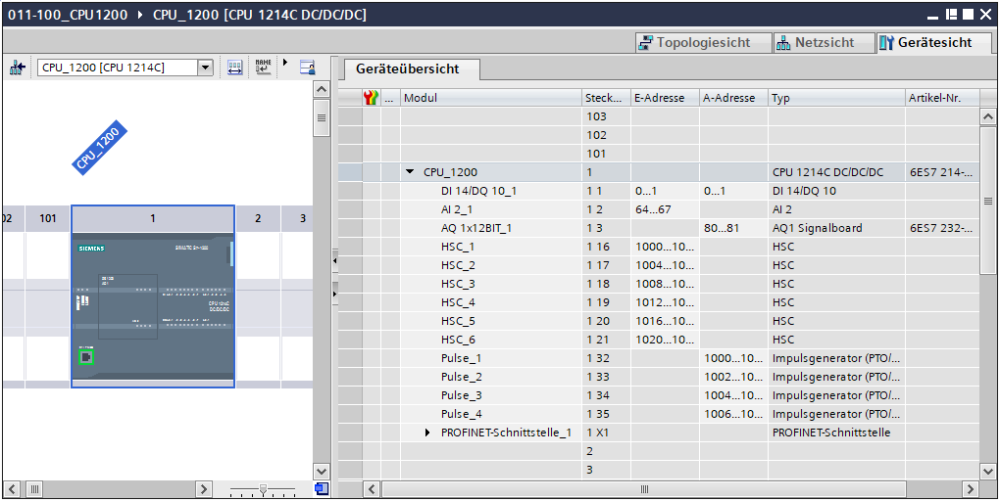 011-100_CPU1200 CPU_1200 [CPU 1214C DC/DC/DC]
Topologiesicht Netzsicht Gerätesicht
CPU_1200 [CPU 1214C]
NAME
Geräteübersicht
... Modul Steck... E-Adresse A-Adresse Typ Artikel-Nr.
103
102
101
CPU_1200 1 CPU 1214C DC/DC/DC 6ES7 214-...
DI 14/DQ 10_1 1 1 0...1 0...1 DI 14/DQ 10
AI 2_1 1 2 64...67 AI 2
AQ 1x12BIT_1 1 3 80...81 AQ1 Signalboard 6ES7 232-...
HSC_1 1 16 1000...10... HSC
HSC_2 1 17 1004...10... HSC
HSC_3 1 18 1008...10... HSC
HSC_4 1 19 1012...10... HSC
HSC_5 1 20 1016...10... HSC
HSC_6 1 21 1020...10... HSC
Pulse_1 1 32 1000...10... Impulsgenerator (PTO/...
Pulse_2 1 33 1002...10... Impulsgenerator (PTO/...
Pulse_3 1 34 1004...10... Impulsgenerator (PTO/...
Pulse_4 1 35 1006...10... Impulsgenerator (PTO/...
PROFINET-Schnittstelle_1 1 X1 PROFINET-Schnittstelle
2
3
CPU_1200
02 101 1 2 3
SIEMENS SIMATIC S7-1200
CPU 1214C
DC/DC/DC